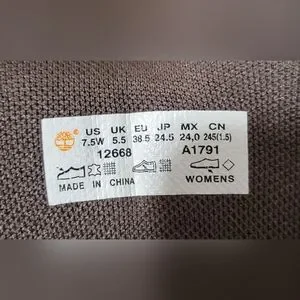 US UK EU JP MX CN
7.5W 5.5 38.5 24.5 24.0 245(1.5)
12668 A1791
MADE IN CHINA WOMENS